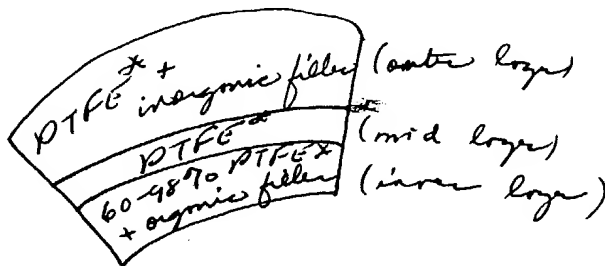 PTFE* +
inorganic filler (outer layer)
PTFE* (mid layer)
60-98% PTFE*
+ organic filler (inner layer)